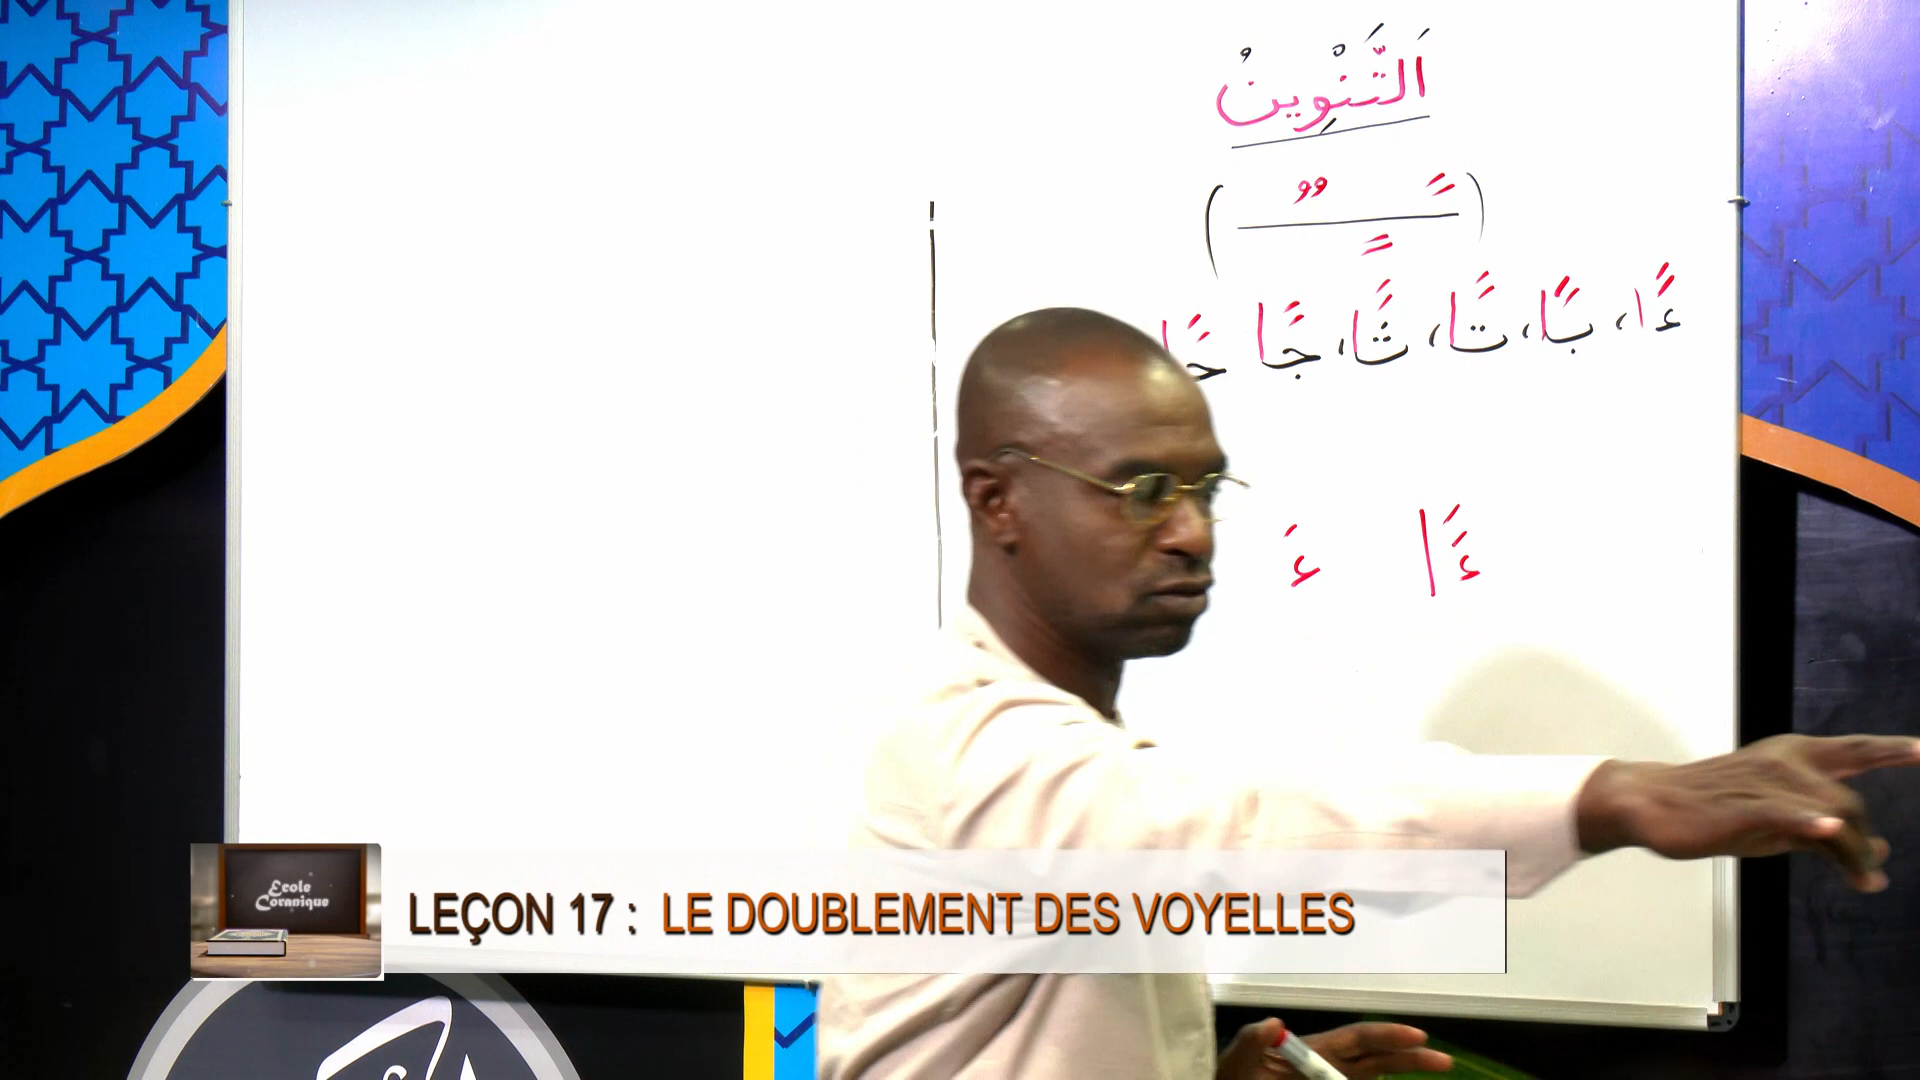 اَلتَّنْوِينُ
( ً ٌ ٍ )
ءًا، بًا، تًا، ثًا، جًا حًا
ءًا ءَ
Ecole
Coranique
LEÇON 17 : LE DOUBLEMENT DES VOYELLES